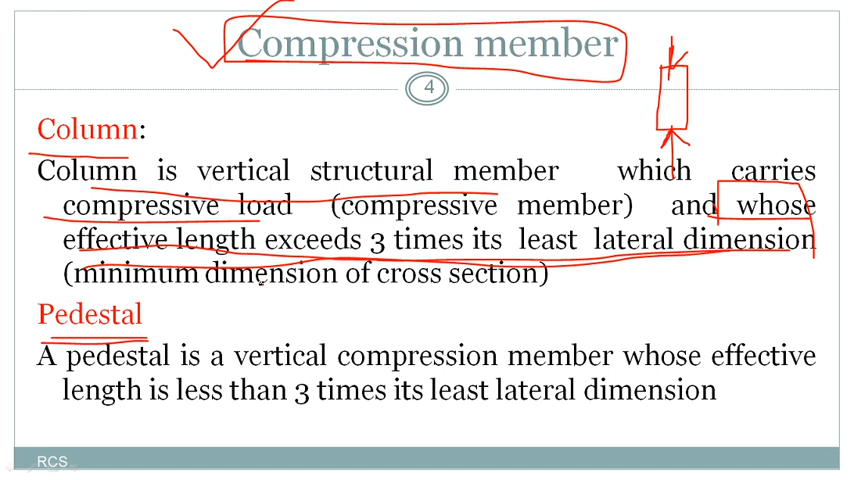 Compression member
4
Column:
Column is vertical structural member which carries
compressive load (compressive member) and whose
effective length exceeds 3 times its least lateral dimension
(minimum dimension of cross section)
Pedestal
A pedestal is a vertical compression member whose effective
length is less than 3 times its least lateral dimension
RCS